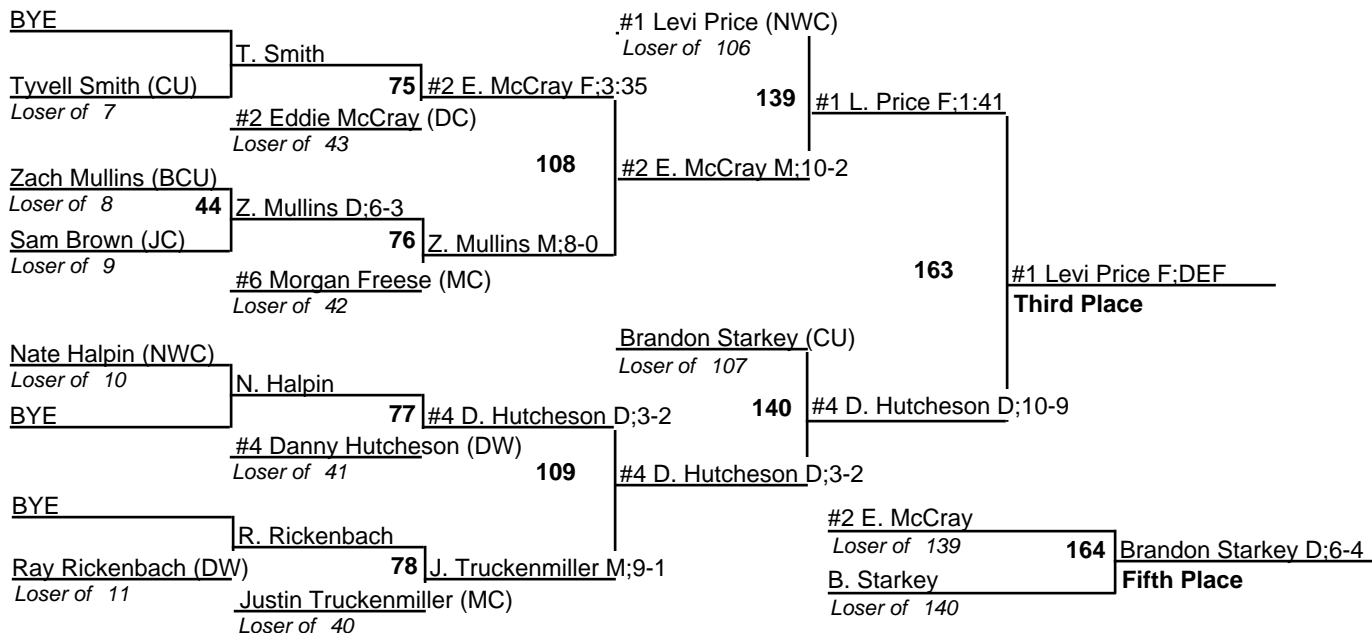 BYE
T. Smith
Tyvell Smith (CU)
Loser of 7
75
#2 E. McCray F;3:35
#2 Eddie McCray (DC)
Loser of 43
108
Zach Mullins (BCU)
Loser of 8
44
Z. Mullins D;6-3
Sam Brown (JC)
Loser of 9
76
Z. Mullins M;8-0
#6 Morgan Freese (MC)
Loser of 42
#1 Levi Price (NWC)
Loser of 106
139
#1 L. Price F;1:41
#2 E. McCray M;10-2
163
#1 Levi Price F;DEF
Third Place
Nate Halpin (NWC)
Loser of 10
N. Halpin
BYE
77
#4 D. Hutcheson D;3-2
#4 Danny Hutcheson (DW)
Loser of 41
109
BYE
R. Rickenbach
Ray Rickenbach (DW)
Loser of 11
78
J. Truckenmiller M;9-1
Justin Truckenmiller (MC)
Loser of 40
Brandon Starkey (CU)
Loser of 107
140
#4 D. Hutcheson D;10-9
#4 D. Hutcheson D;3-2
#2 E. McCray
Loser of 139
164
Brandon Starkey D;6-4
Fifth Place
B. Starkey
Loser of 140